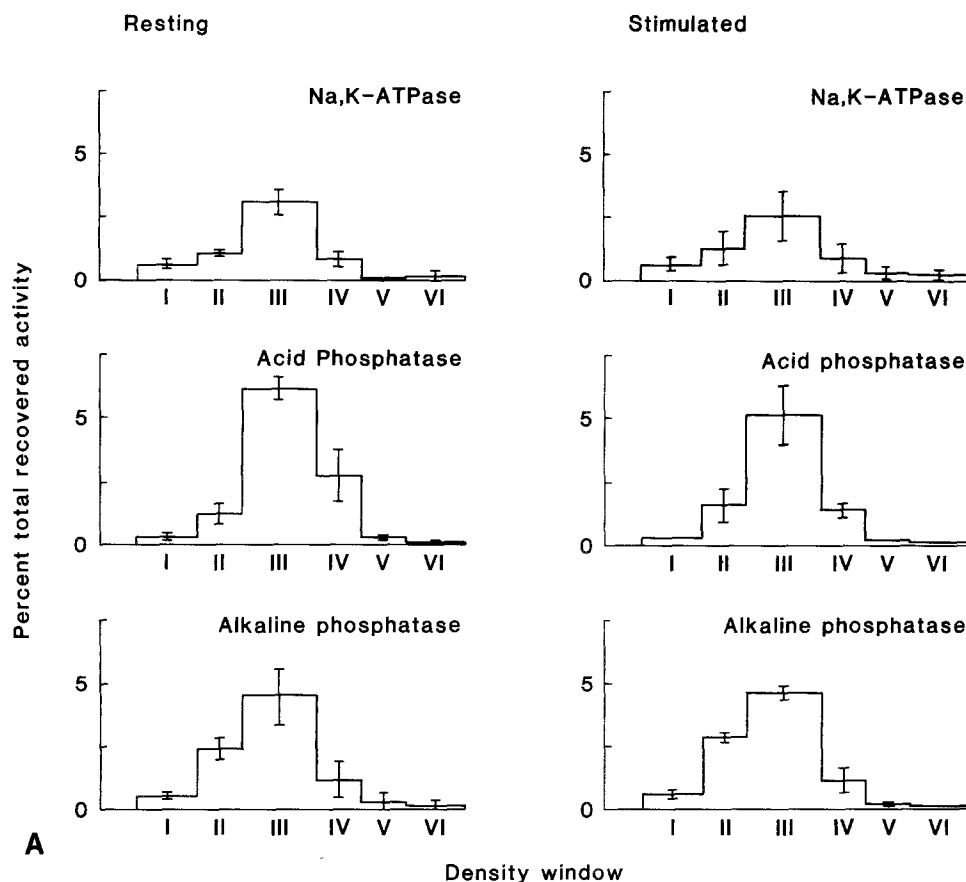 Resting
Stimulated
Percent total recovered activity
Na,K-ATPase
5
0
I II III IV V VI
Na,K-ATPase
5
0
I II III IV V VI
Acid Phosphatase
5
0
I II III IV V VI
Acid phosphatase
5
0
I II III IV V VI
Alkaline phosphatase
5
0
I II III IV V VI
Alkaline phosphatase
5
0
I II III IV V VI
A
Density window